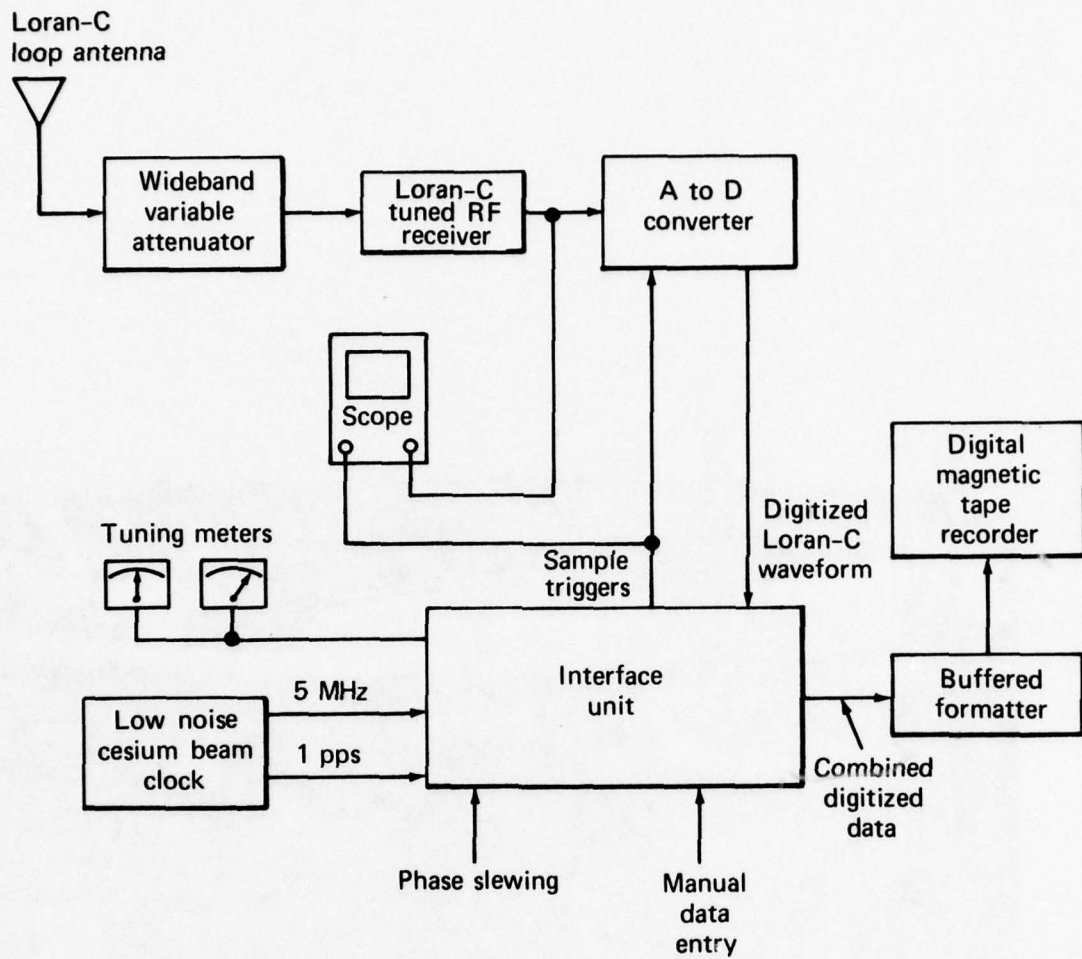 Loran-C
loop antenna
Wideband
variable
attenuator
Loran-C
tuned RF
receiver
A to D
converter
Scope
Digital
magnetic
tape
recorder
Tuning meters
Sample
triggers
Digitized
Loran-C
waveform
Interface
unit
Buffered
formatter
5 MHz
Low noise
cesium beam
clock
1 pps
Combined
digitized
data
Phase slewing
Manual
data
entry